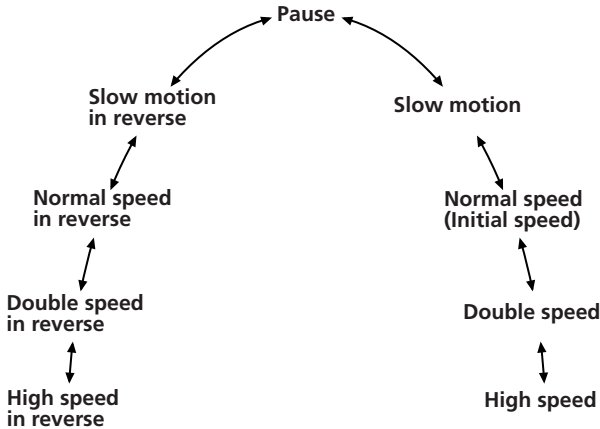 Pause
Slow motion
in reverse
Slow motion
Normal speed
in reverse
Normal speed
(Initial speed)
Double speed
in reverse
Double speed
High speed
in reverse
High speed